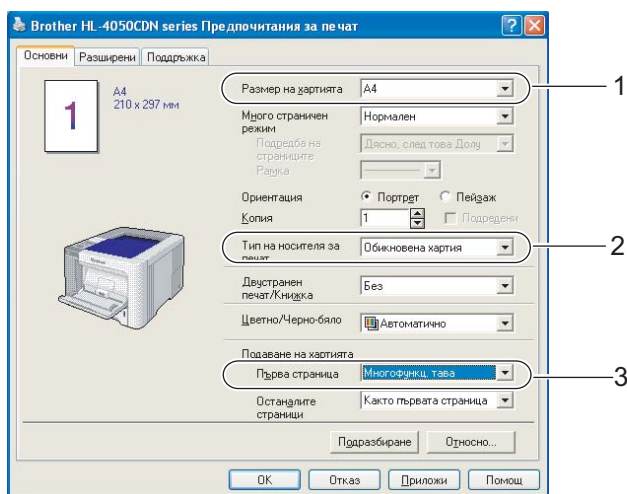 Brother HL-4050CDN series Предпочитания за печат
Основни Разширени Поддръжка
1
A4
210 x 297 мм
Размер на хартията A4 1
Много страничен режим Нормален
Подредба на страниците Дясно, след това Долу
Рамка
Ориентация Портрет Пейзаж
Копия 1 Подредени
Тип на носителя за печат Обикновена хартия 2
Двустранен печат/Книжка Без
Цветно/Черно-бяло Автоматично
Подаване на хартията
Първа страница Многофункц. тава 3
Останалите страници Както първата страница
Подразбиране Относно...
OK Отказ Приложи Помощ